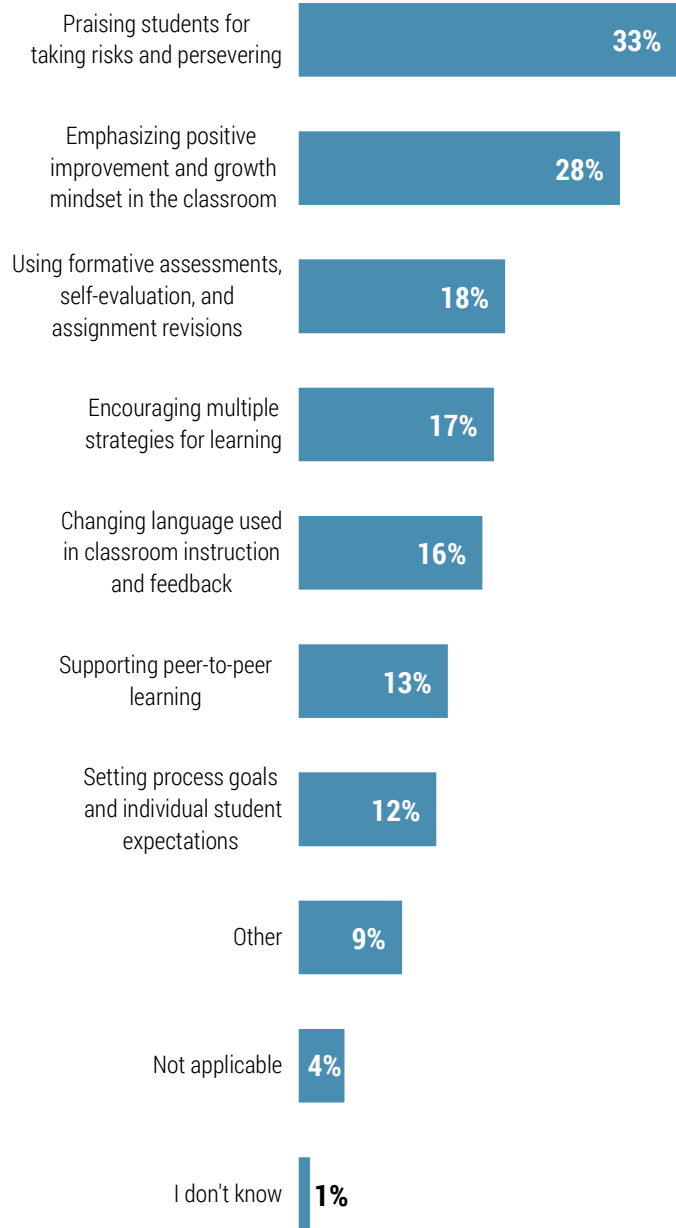 Praising students for
taking risks and persevering
33%
Emphasizing positive
improvement and growth
mindset in the classroom
28%
Using formative assessments,
self-evaluation, and
assignment revisions
18%
Encouraging multiple
strategies for learning
17%
Changing language used
in classroom instruction
and feedback
16%
Supporting peer-to-peer
learning
13%
Setting process goals
and individual student
expectations
12%
Other
9%
Not applicable
4%
I don't know
1%